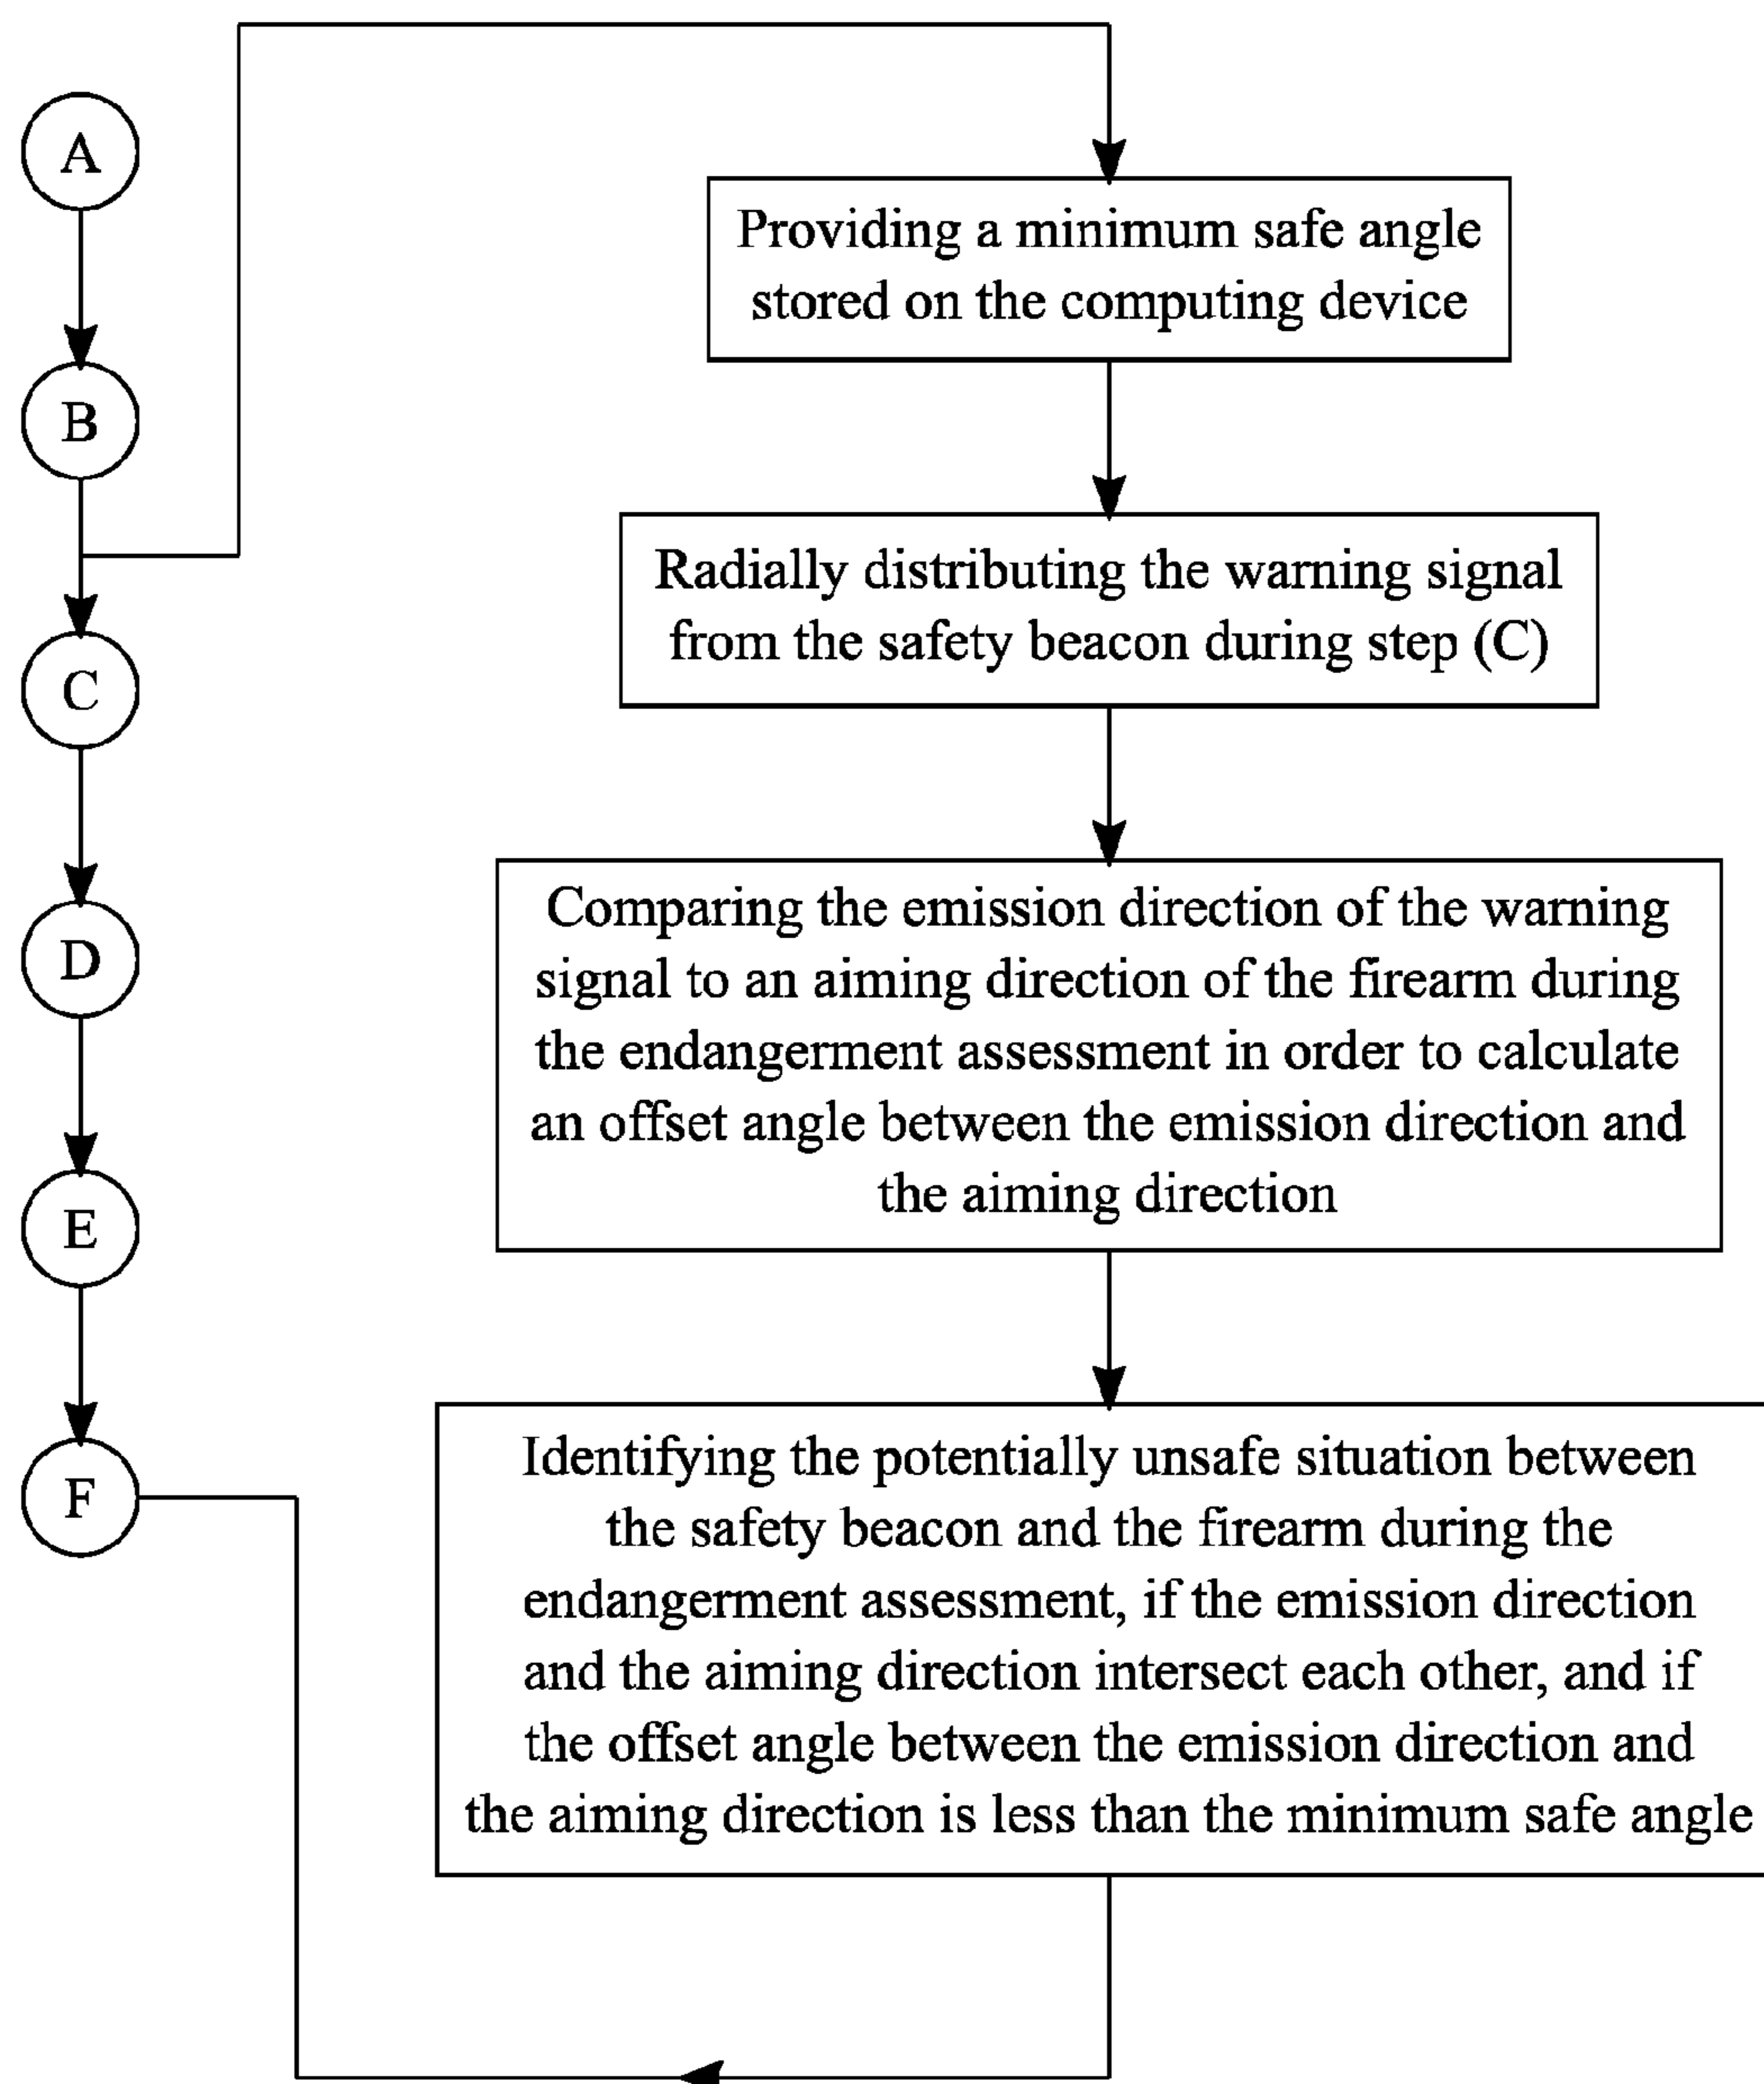 A
B
C
D
E
F
Providing a minimum safe angle
stored on the computing device
Radially distributing the warning signal
from the safety beacon during step (C)
Comparing the emission direction of the warning
signal to an aiming direction of the firearm during
the endangerment assessment in order to calculate
an offset angle between the emission direction and
the aiming direction
Identifying the potentially unsafe situation between
the safety beacon and the firearm during the
endangerment assessment, if the emission direction
and the aiming direction intersect each other, and if
the offset angle between the emission direction and
the aiming direction is less than the minimum safe angle